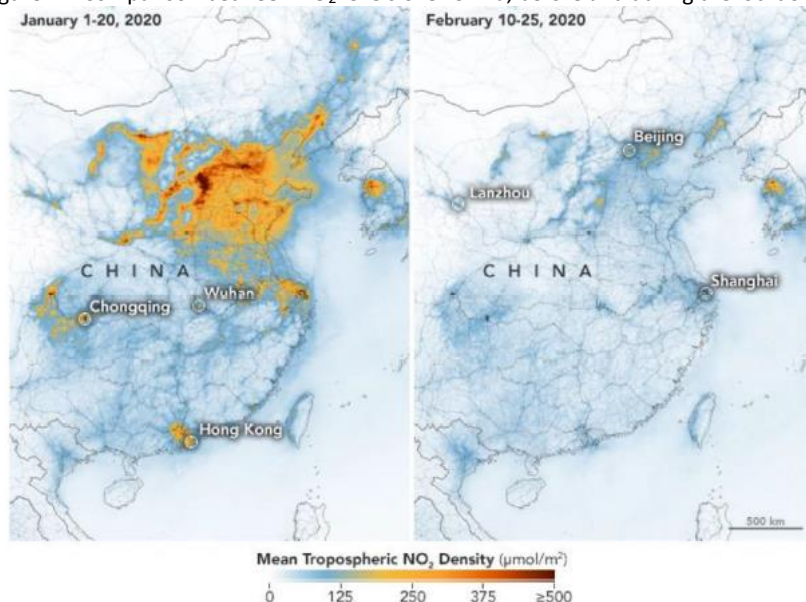 January 1-20, 2020
February 10-25, 2020
Beijing
Lanzhou
CHINA
CHINA
Shanghai
Wuhan
Chongqing
Hong Kong
500 km
Mean Tropospheric NO₂ Density (µmol/m²)
0 125 250 375 ≥500